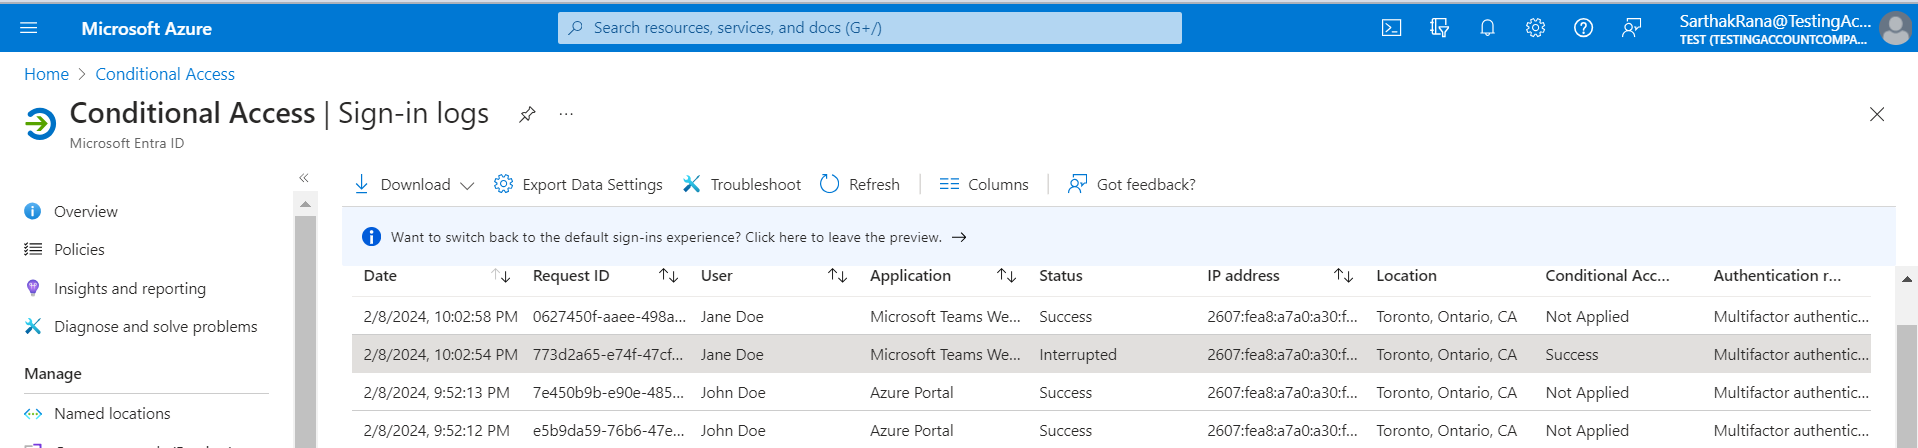 Microsoft Azure
Search resources, services, and docs (G+/)
SarthakRana@TestingAc...
TEST (TESTINGACCOUNTCOMPA...
Home > Conditional Access
Conditional Access | Sign-in logs
...
Microsoft Entra ID
«
Download
Export Data Settings
Troubleshoot
Refresh
Columns
Got feedback?
Overview
Policies
Insights and reporting
Diagnose and solve problems
Manage
Named locations
Want to switch back to the default sign-ins experience? Click here to leave the preview. →
Date Request ID User Application Status IP address Location Conditional Acc... Authentication r...
2/8/2024, 10:02:58 PM 0627450f-aaee-498a... Jane Doe Microsoft Teams We... Success 2607:fea8:a7a0:a30:f... Toronto, Ontario, CA Not Applied Multifactor authentic...
2/8/2024, 10:02:54 PM 773d2a65-e74f-47cf... Jane Doe Microsoft Teams We... Interrupted 2607:fea8:a7a0:a30:f... Toronto, Ontario, CA Success Multifactor authentic...
2/8/2024, 9:52:13 PM 7e450b9b-e90e-485... John Doe Azure Portal Success 2607:fea8:a7a0:a30:f... Toronto, Ontario, CA Not Applied Multifactor authentic...
2/8/2024, 9:52:12 PM e5b9da59-76b6-47e... John Doe Azure Portal Success 2607:fea8:a7a0:a30:f... Toronto, Ontario, CA Not Applied Multifactor authentic...